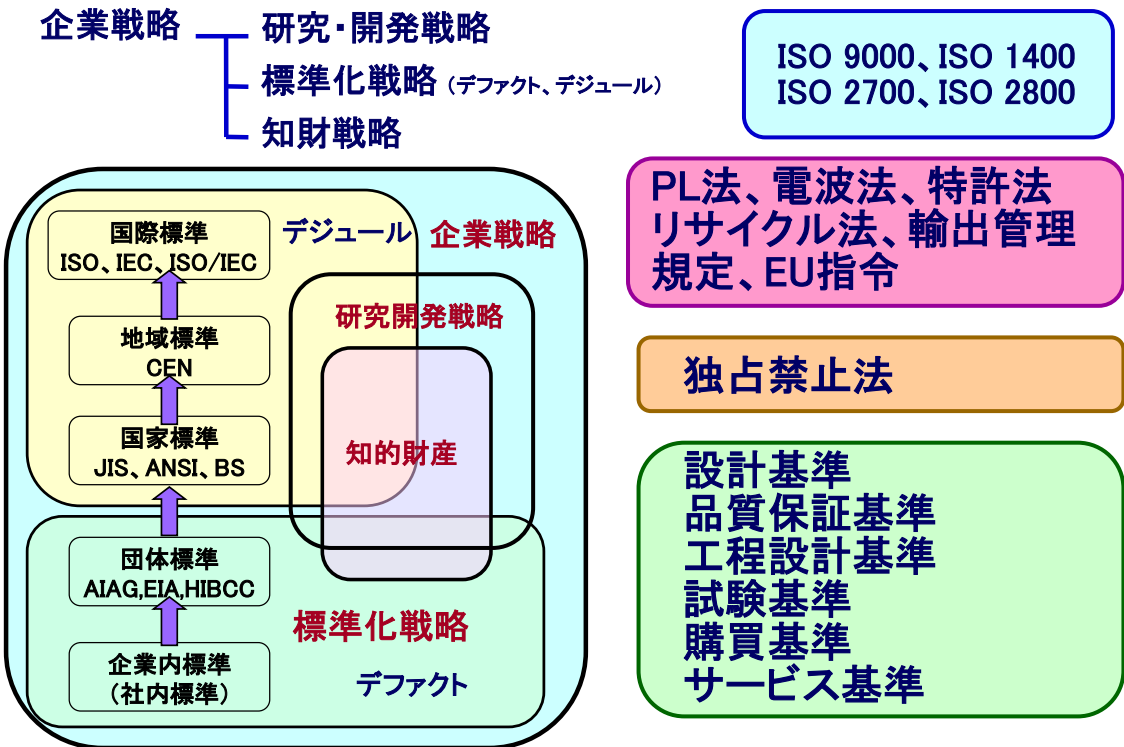 企業戦略
研究・開発戦略
標準化戦略（デファクト、デジュール）
知財戦略
ISO 9000、ISO 1400
ISO 2700、ISO 2800
国際標準
ISO、IEC、ISO/IEC
地域標準
CEN
国家標準
JIS、ANSI、BS
団体標準
AIAG,EIA,HIBCC
企業内標準
（社内標準）
デジュール
企業戦略
研究開発戦略
知的財産
標準化戦略
デファクト
PL法、電波法、特許法
リサイクル法、輸出管理
規定、EU指令
独占禁止法
設計基準
品質保証基準
工程設計基準
試験基準
購買基準
サービス基準